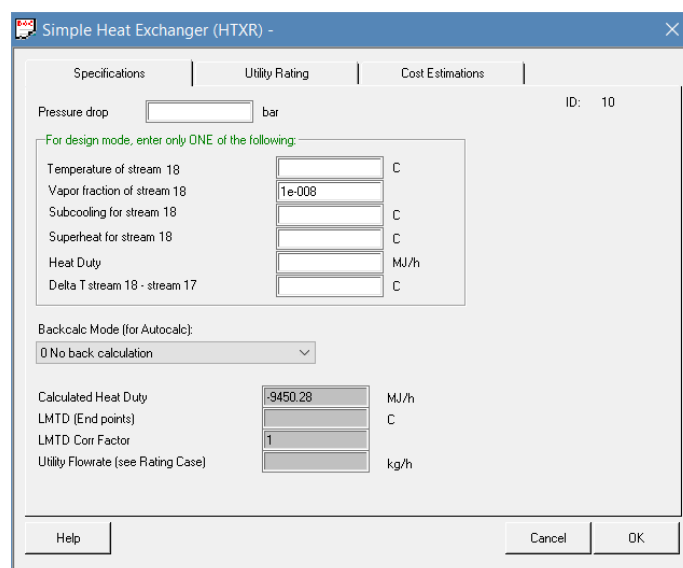 Simple Heat Exchanger (HTXR) -
Specifications Utility Rating Cost Estimations
Pressure drop bar ID: 10
For design mode, enter only ONE of the following:
Temperature of stream 18 C
Vapor fraction of stream 18 1e-008
Subcooling for stream 18 C
Superheat for stream 18 C
Heat Duty MJ/h
Delta T stream 18 - stream 17 C
Backcalc Mode (for Autocalc):
0 No back calculation
Calculated Heat Duty -9450.28 MJ/h
LMTD (End points) C
LMTD Corr Factor 1
Utility Flowrate (see Rating Case) kg/h
Help Cancel OK